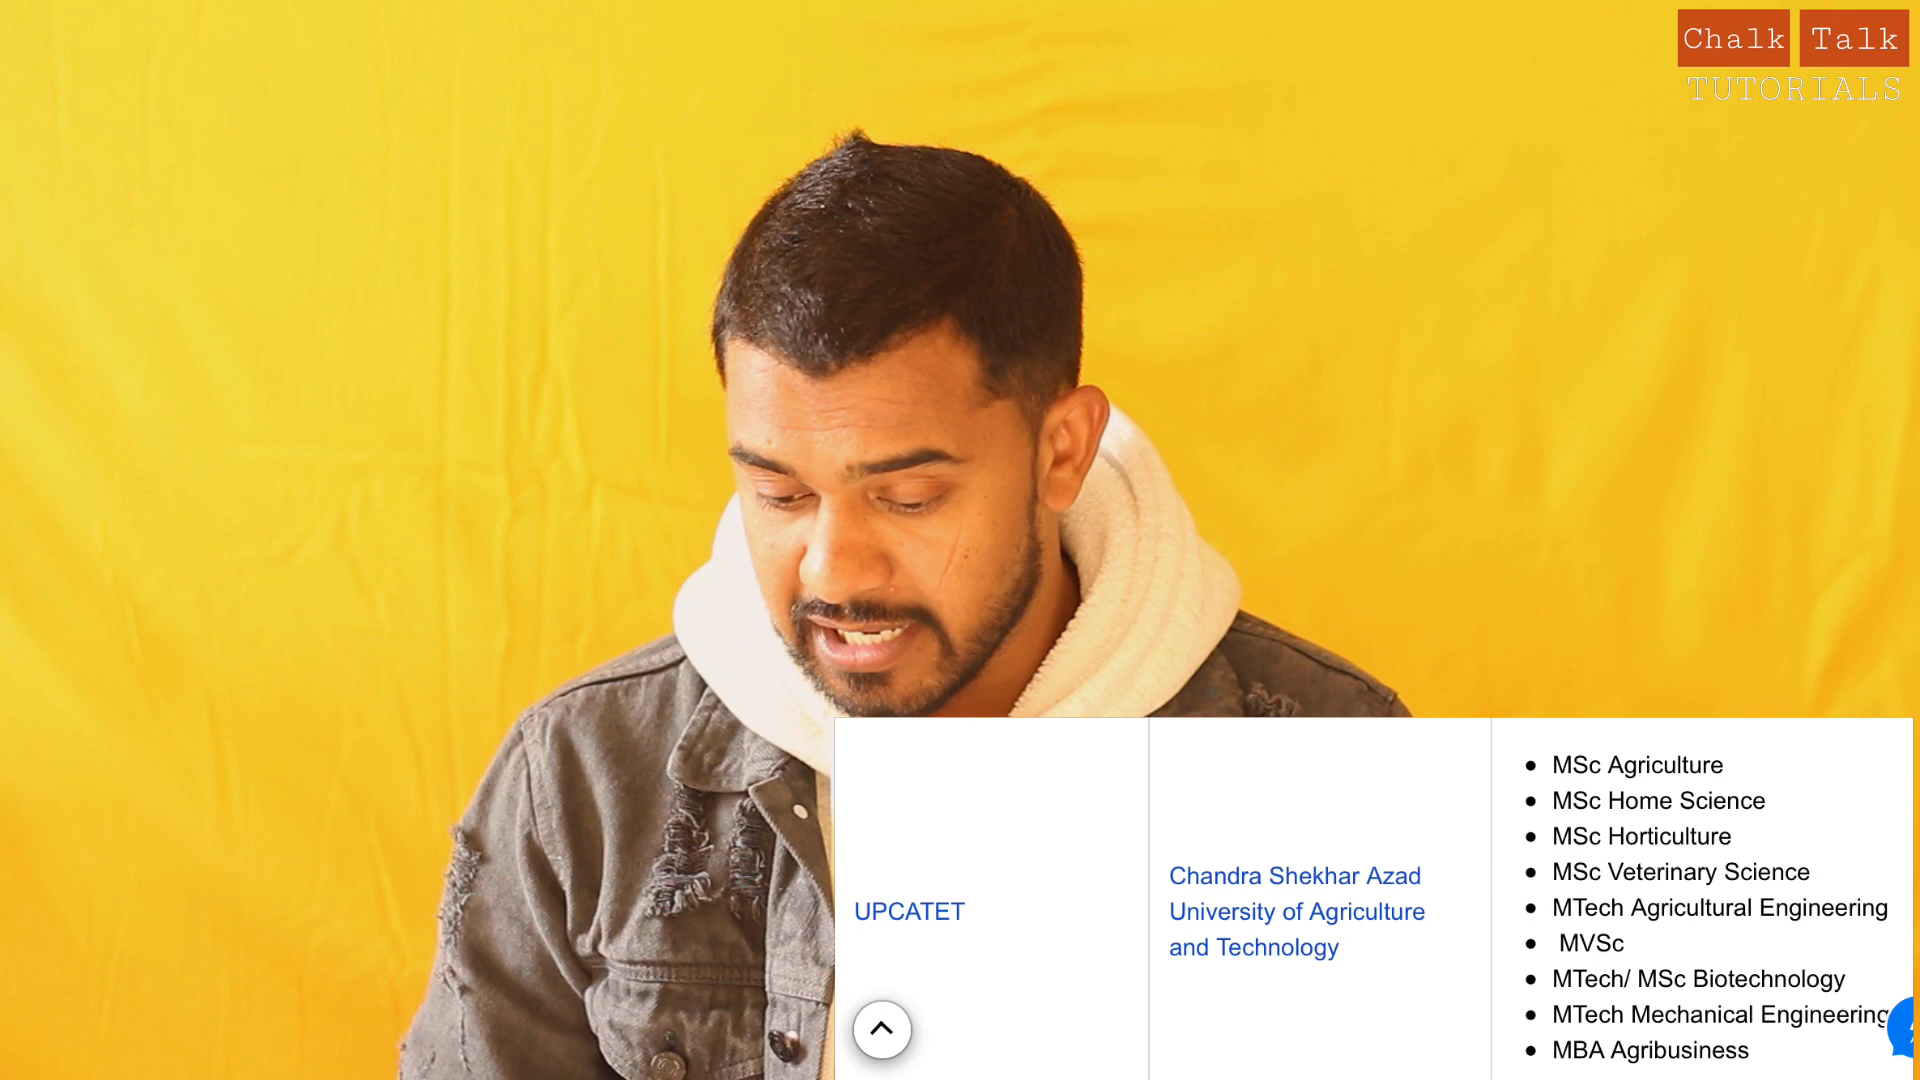 Chalk Talk
TUTORIALS
UPCATET
Chandra Shekhar Azad
University of Agriculture
and Technology
MSc Agriculture
MSc Home Science
MSc Horticulture
MSc Veterinary Science
MTech Agricultural Engineering
MVSc
MTech/ MSc Biotechnology
MTech Mechanical Engineering
MBA Agribusiness